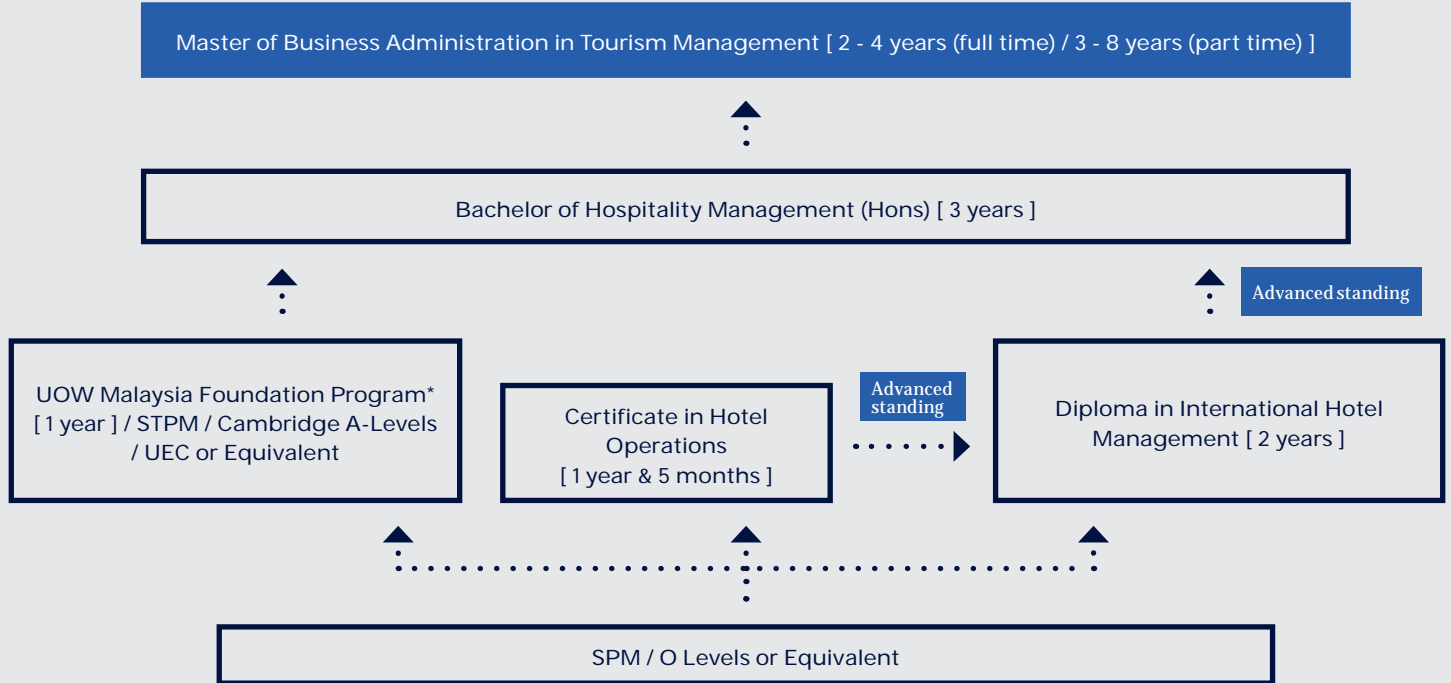 Master of Business Administration in Tourism Management [ 2 - 4 years (full time) / 3 - 8 years (part time) ]
Bachelor of Hospitality Management (Hons) [ 3 years ]
Advanced standing
UOW Malaysia Foundation Program*
[ 1 year ] / STPM / Cambridge A-Levels
/ UEC or Equivalent
Certificate in Hotel
Operations
[ 1 year & 5 months ]
Advanced
standing
Diploma in International Hotel
Management [ 2 years ]
SPM / O Levels or Equivalent